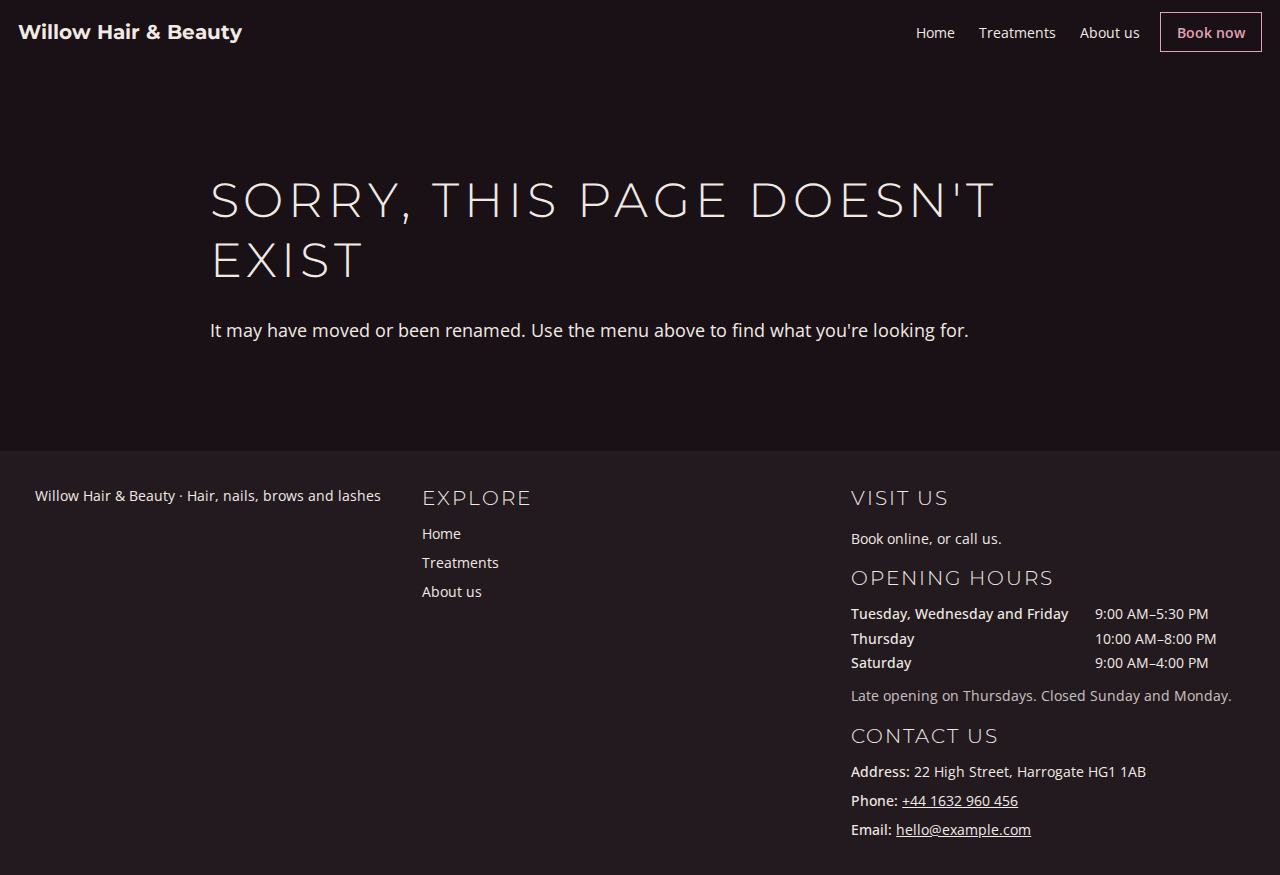 Willow Hair & Beauty
Home
Treatments
About us
Book now
SORRY, THIS PAGE DOESN'T
EXIST
It may have moved or been renamed. Use the menu above to find what you're looking for.
Willow Hair & Beauty · Hair, nails, brows and lashes
EXPLORE
Home
Treatments
About us
VISIT US
Book online, or call us.
OPENING HOURS
Tuesday, Wednesday and Friday 9:00 AM–5:30 PM
Thursday 10:00 AM–8:00 PM
Saturday 9:00 AM–4:00 PM
Late opening on Thursdays. Closed Sunday and Monday.
CONTACT US
Address: 22 High Street, Harrogate HG1 1AB
Phone: +44 1632 960 456
Email: hello@example.com